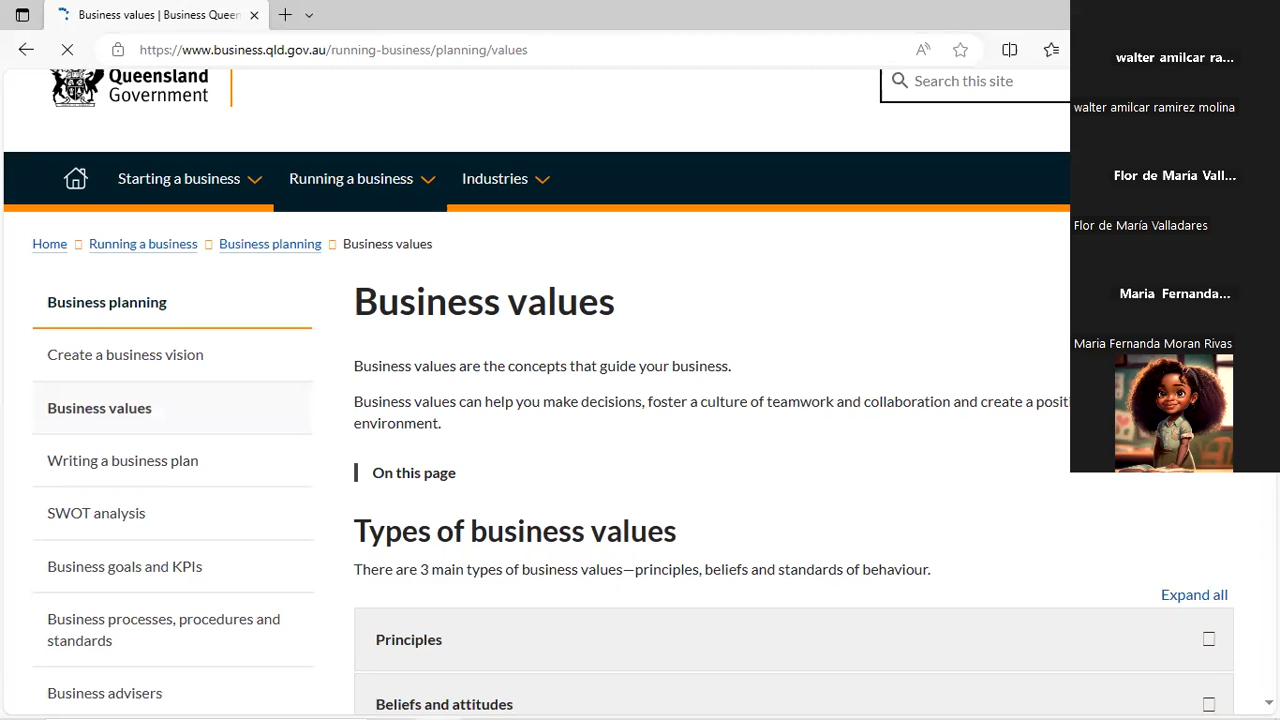 Business values | Business Queen
https://www.business.qld.gov.au/running-business/planning/values
Queensland
Government
Search this site
Starting a business
Running a business
Industries
Home
Running a business
Business planning
Business values
Business planning
Create a business vision
Business values
Writing a business plan
SWOT analysis
Business goals and KPIs
Business processes, procedures and
standards
Business advisers
Business values
Business values are the concepts that guide your business.
Business values can help you make decisions, foster a culture of teamwork and collaboration and create a posit
environment.
On this page
Types of business values
There are 3 main types of business values—principles, beliefs and standards of behaviour.
Expand all
Principles
Beliefs and attitudes
walter amilcar ra...
walter amilcar ramirez molina
Flor de María Vall...
Flor de María Valladares
Maria Fernanda...
Maria Fernanda Moran Rivas